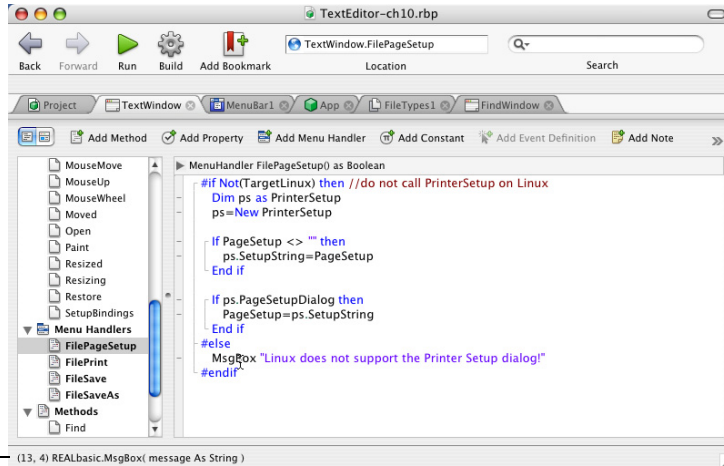 TextEditor-ch10.rbp
TextWindow.FilePageSetup
Back Forward Run Build Add Bookmark Location Search
Project TextWindow MenuBar1 App FileTypes1 FindWindow
Add Method Add Property Add Menu Handler Add Constant Add Event Definition Add Note
MouseMove
MouseUp
MouseWheel
Moved
Open
Paint
Resized
Resizing
Restore
SetupBindings
Menu Handlers
FilePageSetup
FilePrint
FileSave
FileSaveAs
Methods
Find
MenuHandler FilePageSetup() as Boolean
#if Not(TargetLinux) then //do not call PrinterSetup on Linux
Dim ps as PrinterSetup
ps=New PrinterSetup
If PageSetup <> "" then
ps.SetupString=PageSetup
End if
If ps.PageSetupDialog then
PageSetup=ps.SetupString
End if
#else
MsgBox "Linux does not support the Printer Setup dialog!"
#endif
(13, 4) REALbasic.MsgBox( message As String )